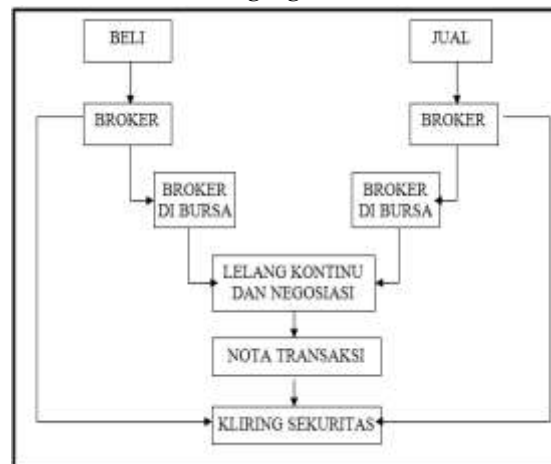 BELI
JUAL
BROKER
BROKER
BROKER
DI BURSA
BROKER
DI BURSA
LELANG KONTINU
DAN NEGOSIASI
NOTA TRANSAKSI
KLIRING SEKURITAS